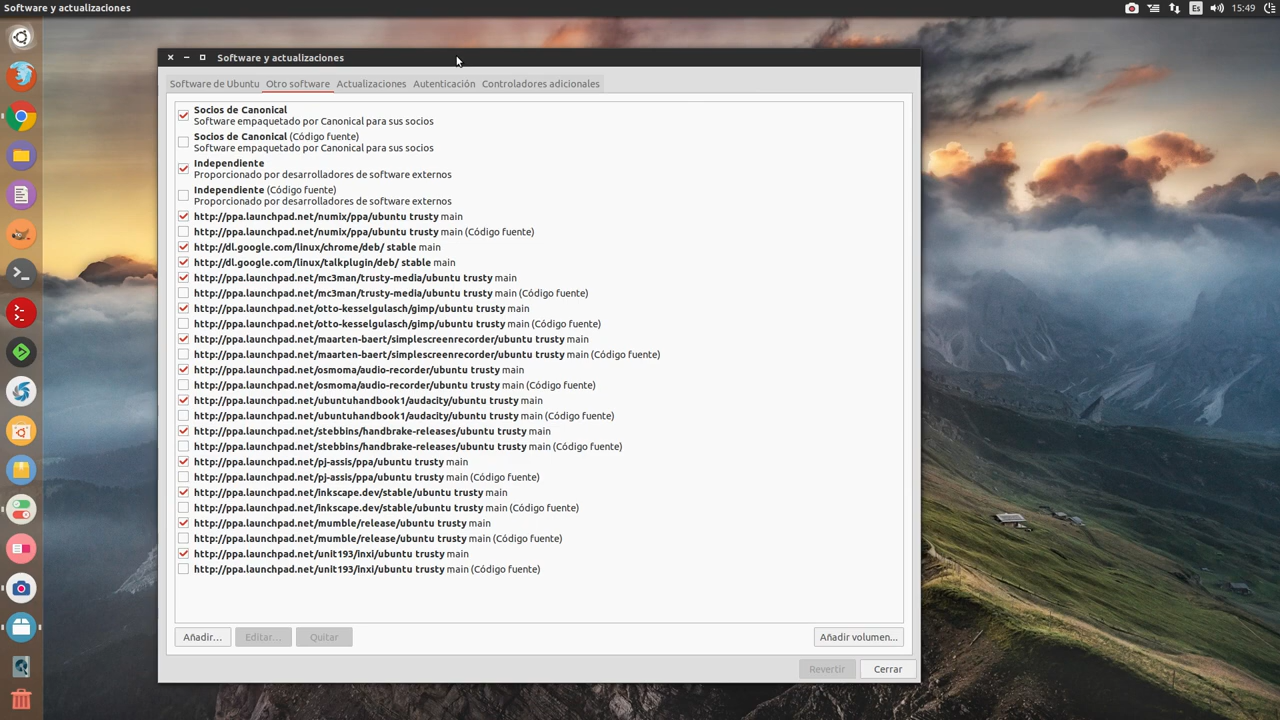 Software y actualizaciones
Es
15:49
Software y actualizaciones
Software de Ubuntu Otro software Actualizaciones Autenticación Controladores adicionales
Socios de Canonical
Software empaquetado por Canonical para sus socios
Socios de Canonical (Código fuente)
Software empaquetado por Canonical para sus socios
Independiente
Proporcionado por desarrolladores de software externos
Independiente (Código fuente)
Proporcionado por desarrolladores de software externos
http://ppa.launchpad.net/numix/ppa/ubuntu trusty main
http://ppa.launchpad.net/numix/ppa/ubuntu trusty main (Código fuente)
http://dl.google.com/linux/chrome/deb/ stable main
http://dl.google.com/linux/talkplugin/deb/ stable main
http://ppa.launchpad.net/mc3man/trusty-media/ubuntu trusty main
http://ppa.launchpad.net/mc3man/trusty-media/ubuntu trusty main (Código fuente)
http://ppa.launchpad.net/otto-kesselgulasch/gimp/ubuntu trusty main
http://ppa.launchpad.net/otto-kesselgulasch/gimp/ubuntu trusty main (Código fuente)
http://ppa.launchpad.net/maarten-baert/simplescreenrecorder/ubuntu trusty main
http://ppa.launchpad.net/maarten-baert/simplescreenrecorder/ubuntu trusty main (Código fuente)
http://ppa.launchpad.net/osmoma/audio-recorder/ubuntu trusty main
http://ppa.launchpad.net/osmoma/audio-recorder/ubuntu trusty main (Código fuente)
http://ppa.launchpad.net/ubuntuhandbook1/audacity/ubuntu trusty main
http://ppa.launchpad.net/ubuntuhandbook1/audacity/ubuntu trusty main (Código fuente)
http://ppa.launchpad.net/stebbins/handbrake-releases/ubuntu trusty main
http://ppa.launchpad.net/stebbins/handbrake-releases/ubuntu trusty main (Código fuente)
http://ppa.launchpad.net/pj-assis/ppa/ubuntu trusty main
http://ppa.launchpad.net/pj-assis/ppa/ubuntu trusty main (Código fuente)
http://ppa.launchpad.net/inkscape.dev/stable/ubuntu trusty main
http://ppa.launchpad.net/inkscape.dev/stable/ubuntu trusty main (Código fuente)
http://ppa.launchpad.net/mumble/release/ubuntu trusty main
http://ppa.launchpad.net/mumble/release/ubuntu trusty main (Código fuente)
http://ppa.launchpad.net/unit193/inxi/ubuntu trusty main
http://ppa.launchpad.net/unit193/inxi/ubuntu trusty main (Código fuente)
Añadir... Editar... Quitar Añadir volumen...
Revertir Cerrar